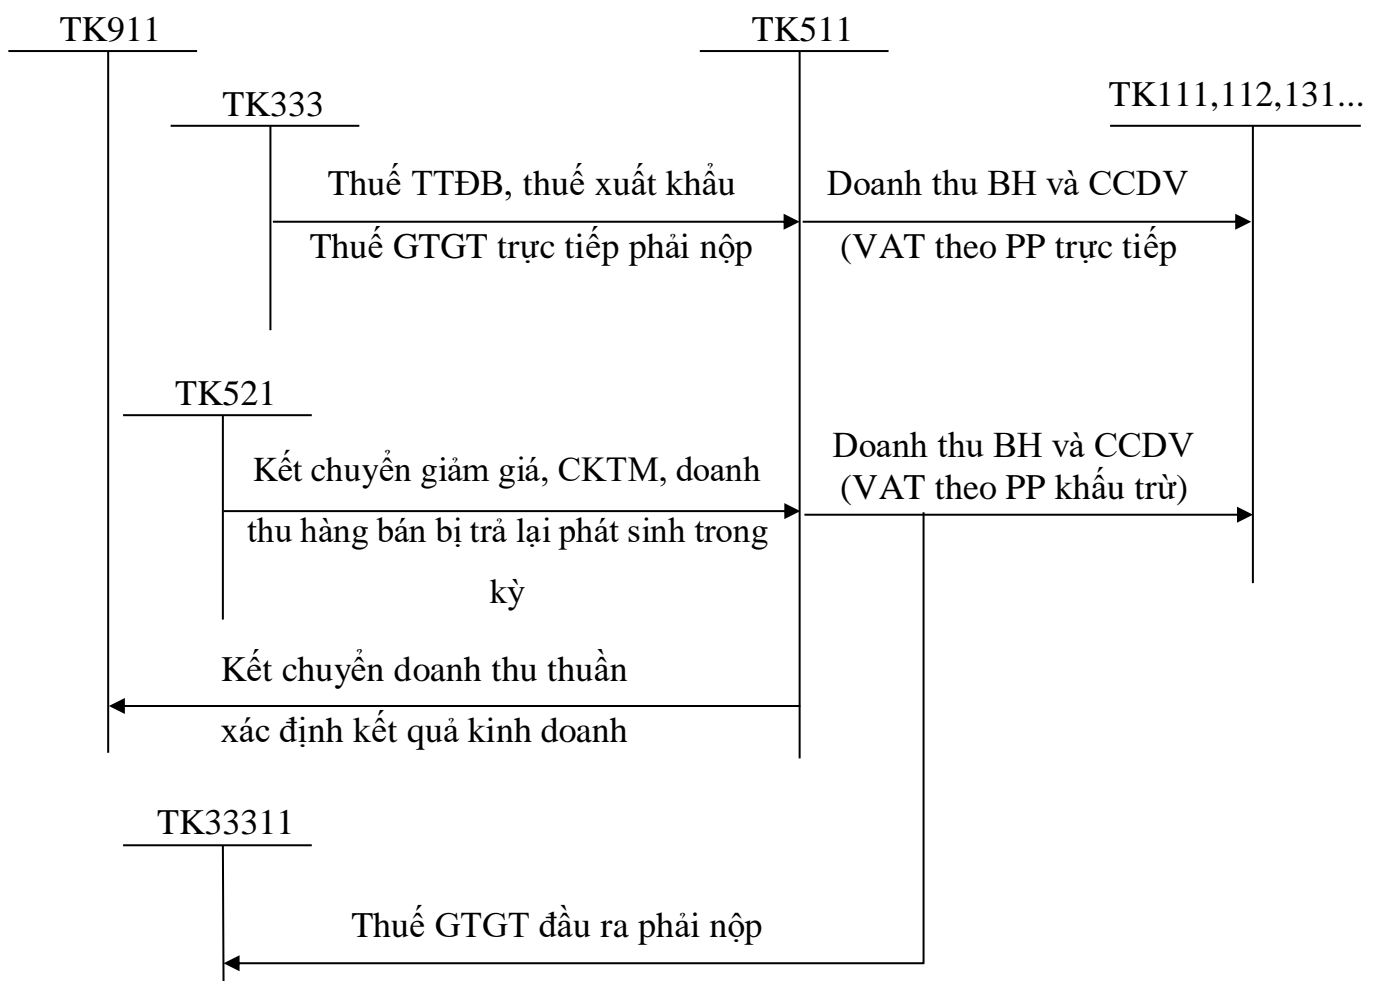 TK911
TK511
TK333
TK111,112,131...
Thuế TTĐB, thuế xuất khẩu
Thuế GTGT trực tiếp phải nộp
Doanh thu BH và CCDV
(VAT theo PP trực tiếp
TK521
Kết chuyển giảm giá, CKTM, doanh
thu hàng bán bị trả lại phát sinh trong
kỳ
Doanh thu BH và CCDV
(VAT theo PP khấu trừ)
Kết chuyển doanh thu thuần
xác định kết quả kinh doanh
TK33311
Thuế GTGT đầu ra phải nộp